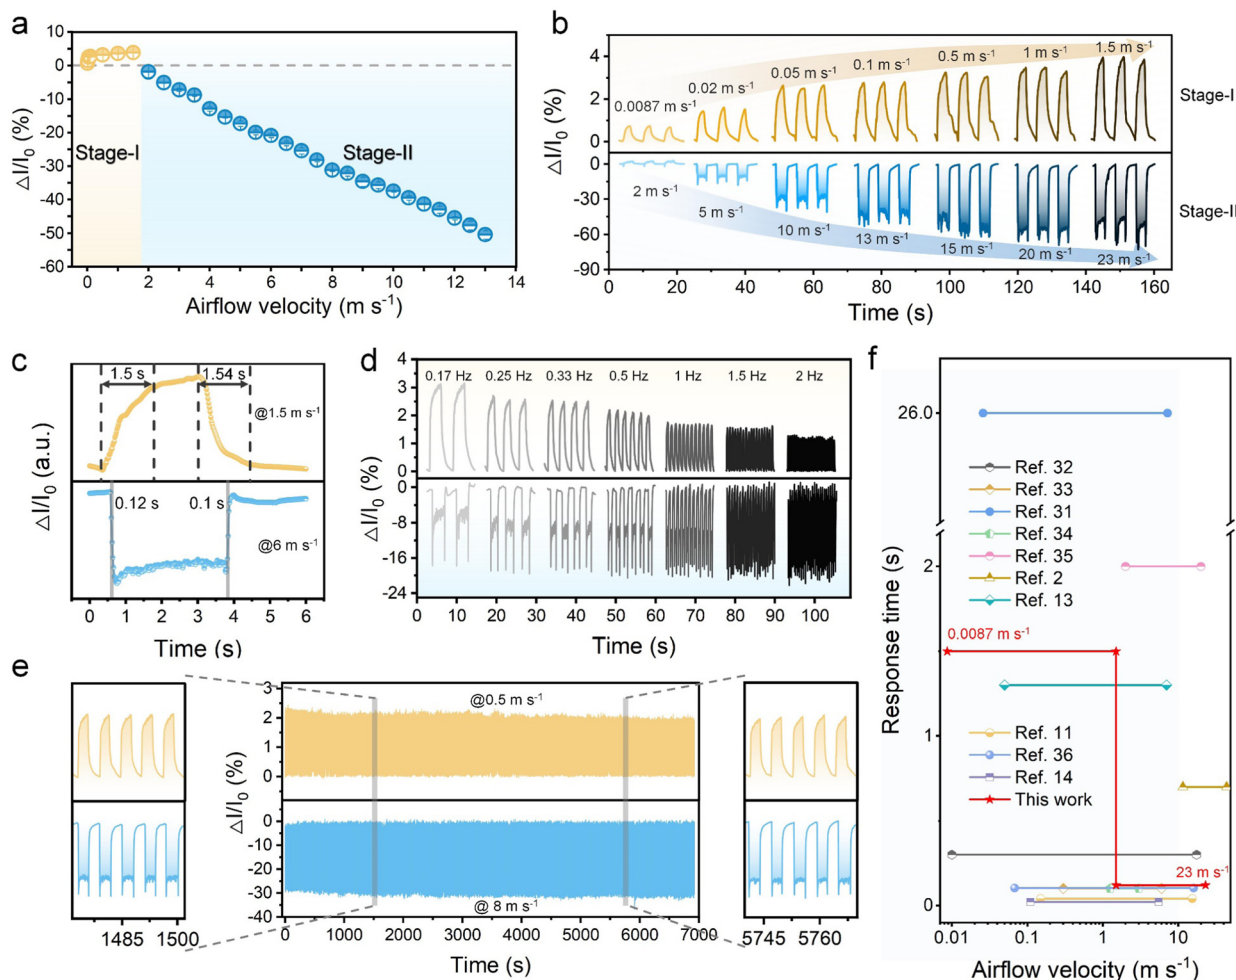 a
ΔI/I₀ (%)
10
0
-10
-20
-30
-40
-50
-60
Stage-I
Stage-II
0 2 4 6 8 10 12 14
Airflow velocity (m s⁻¹)
b
ΔI/I₀ (%)
4
2
0
0
-30
-60
-90
0.0087 m s⁻¹
0.02 m s⁻¹
0.05 m s⁻¹
0.1 m s⁻¹
0.5 m s⁻¹
1 m s⁻¹
1.5 m s⁻¹
Stage-I
2 m s⁻¹
5 m s⁻¹
10 m s⁻¹
13 m s⁻¹
15 m s⁻¹
20 m s⁻¹
23 m s⁻¹
Stage-II
0 20 40 60 80 100 120 140 160
Time (s)
c
ΔI/I₀ (a.u.)
1.5 s
1.54 s
@1.5 m s⁻¹
0.12 s
0.1 s
@6 m s⁻¹
0 1 2 3 4 5 6
Time (s)
d
ΔI/I₀ (%)
4
3
2
1
0
0
-8
-16
-24
0.17 Hz 0.25 Hz 0.33 Hz 0.5 Hz 1 Hz 1.5 Hz 2 Hz
0 10 20 30 40 50 60 70 80 90 100
Time (s)
e
1485 1500
ΔI/I₀ (%)
3
2
1
0
0
-10
-20
-30
-40
@0.5 m s⁻¹
@ 8 m s⁻¹
0 1000 2000 3000 4000 5000 6000 7000
Time (s)
5745 5760
f
Response time (s)
26.0
2
1
0
Ref. 32
Ref. 33
Ref. 31
Ref. 34
Ref. 35
Ref. 2
Ref. 13
0.0087 m s⁻¹
Ref. 11
Ref. 36
Ref. 14
This work
23 m s⁻¹
0.01 0.1 1 10
Airflow velocity (m s⁻¹)